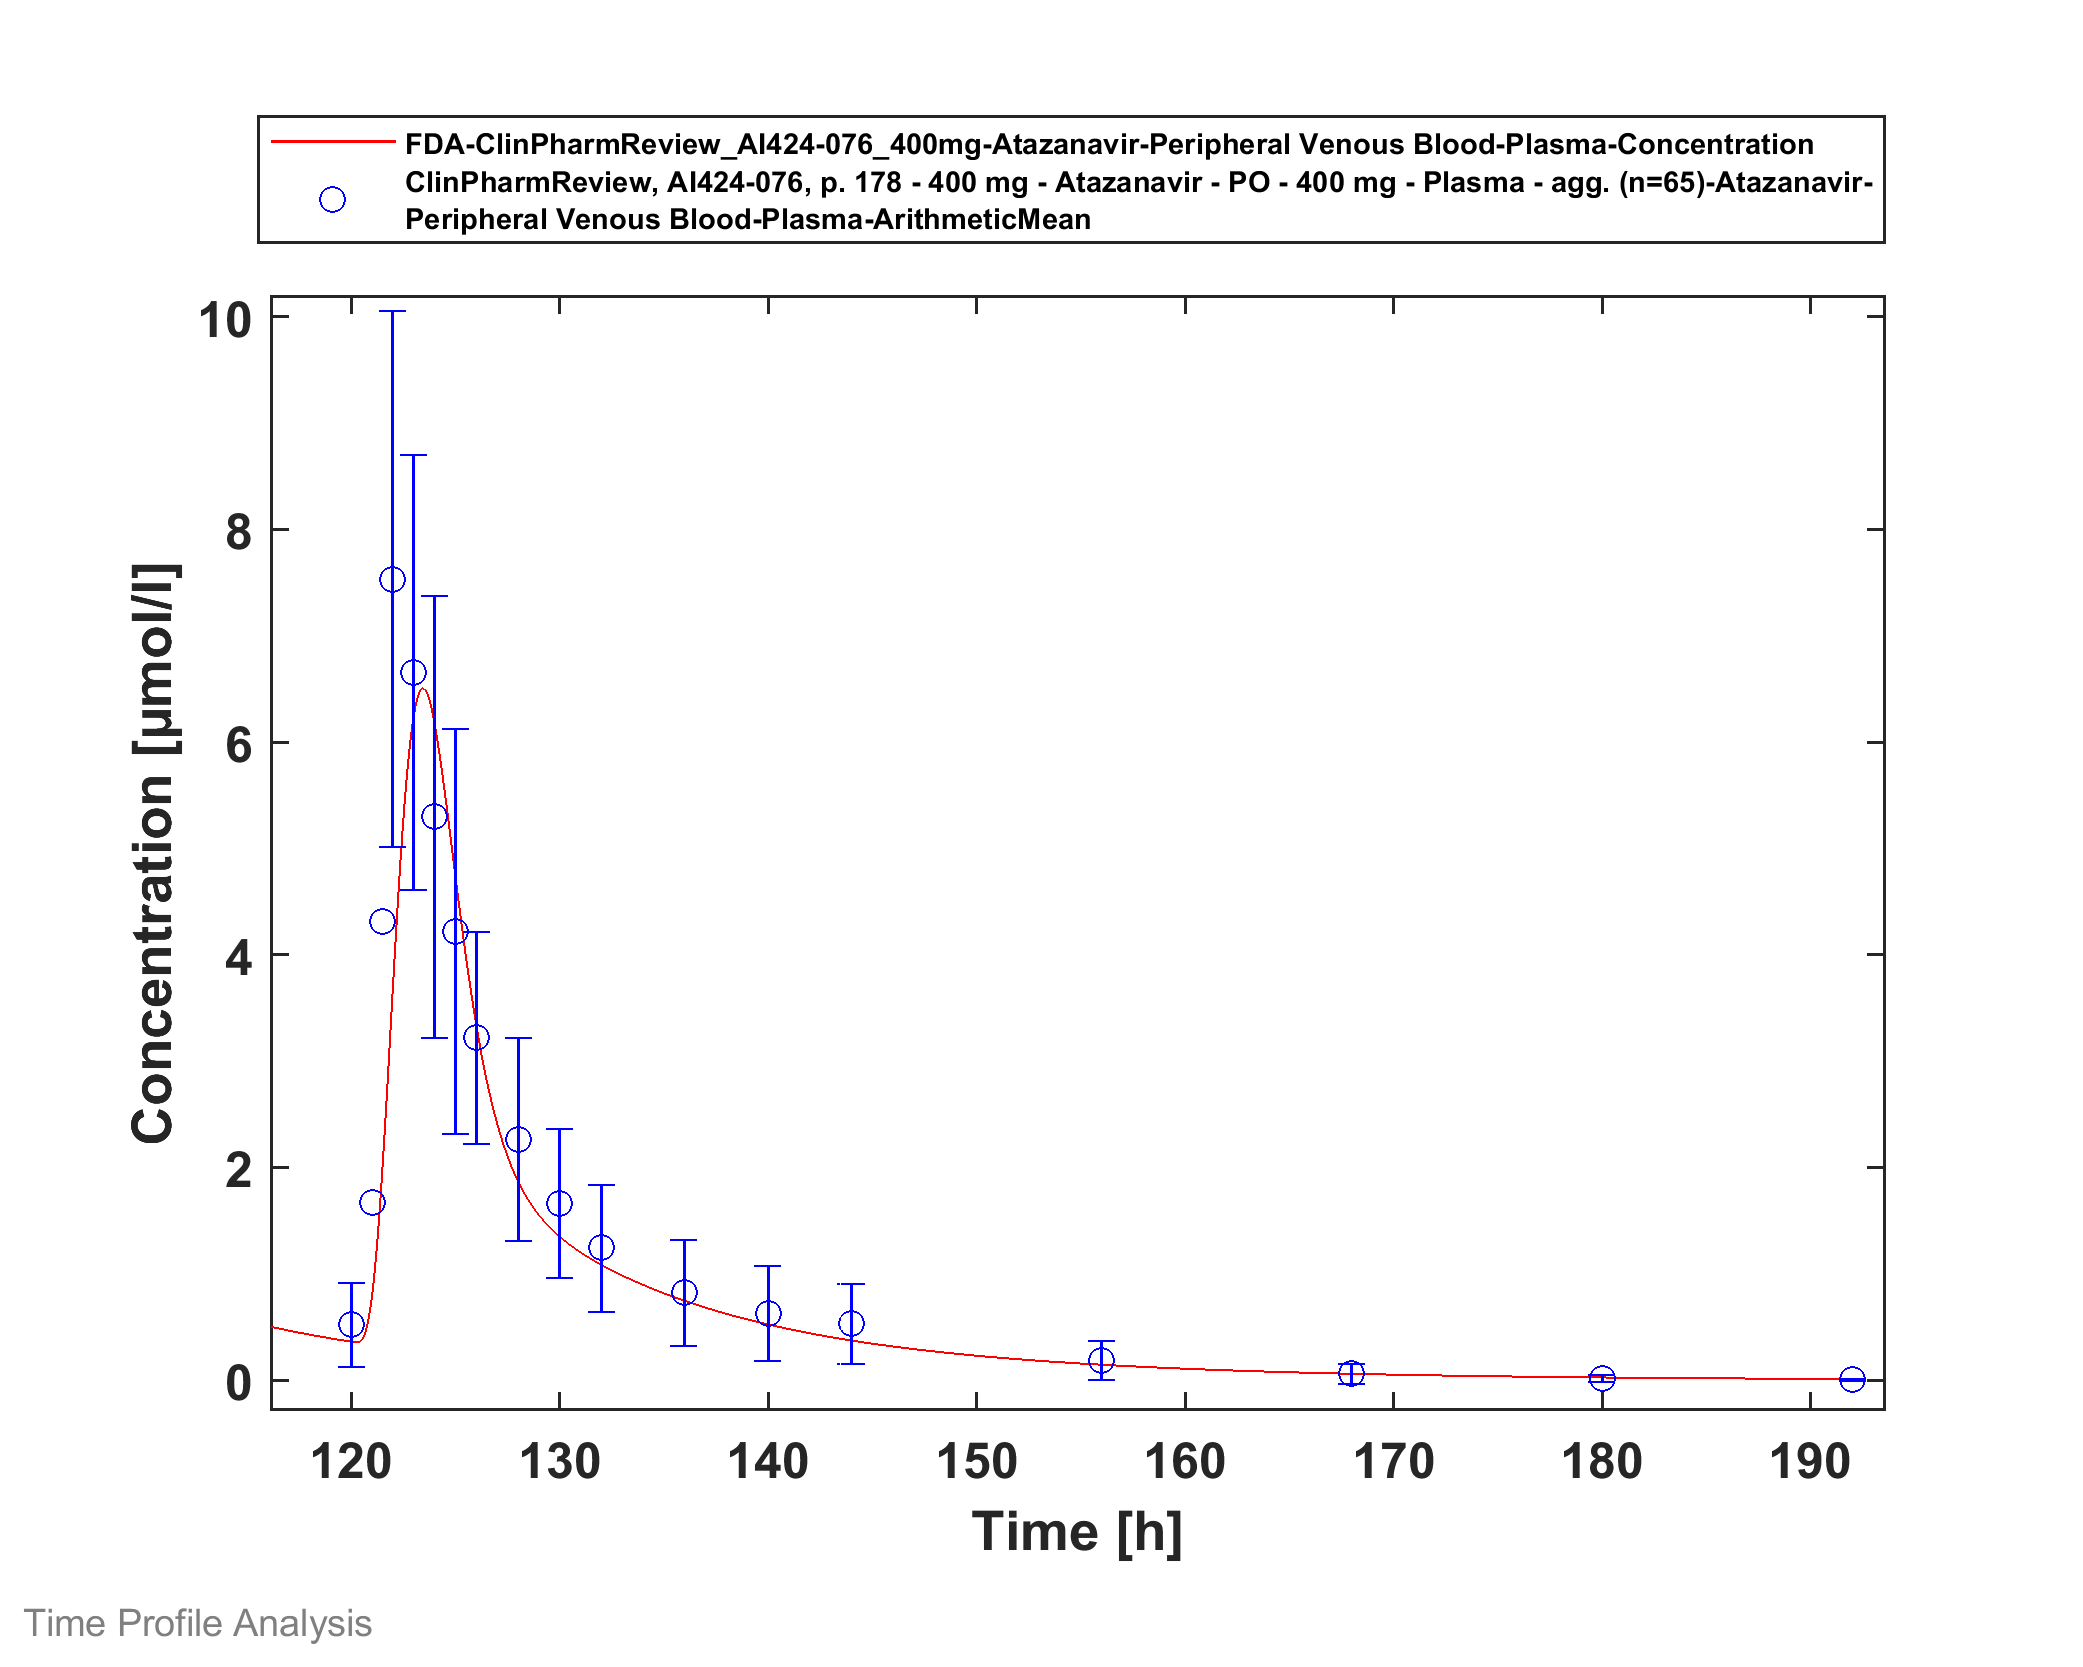 FDA-ClinPharmReview_AI424-076_400mg-Atazanavir-Peripheral Venous Blood-Plasma-Concentration
ClinPharmReview, AI424-076, p. 178 - 400 mg - Atazanavir - PO - 400 mg - Plasma - agg. (n=65)-Atazanavir-
Peripheral Venous Blood-Plasma-ArithmeticMean
10
8
6
4
2
0
Concentration [µmol/l]
120 130 140 150 160 170 180 190
Time [h]
Time Profile Analysis